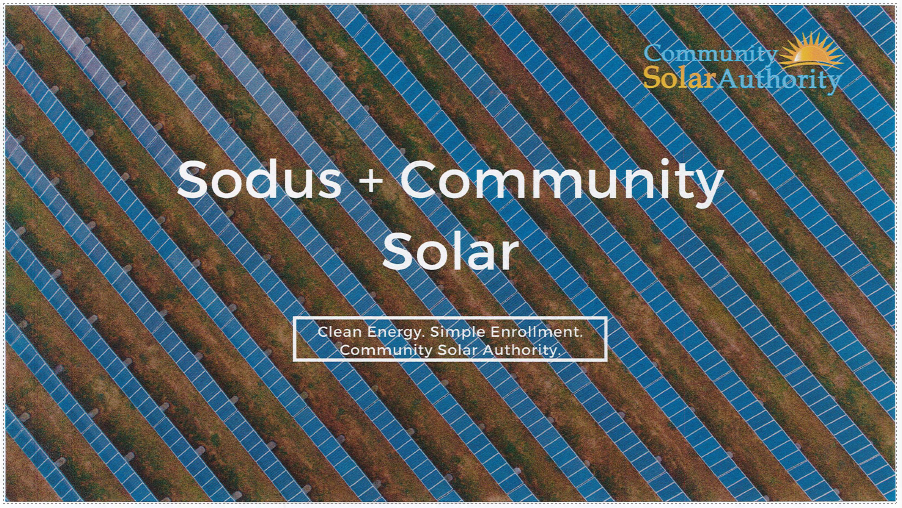 Community
Solar Authority
Sodus + Community
Solar
Clean Energy. Simple Enrollment.
Community Solar Authority.